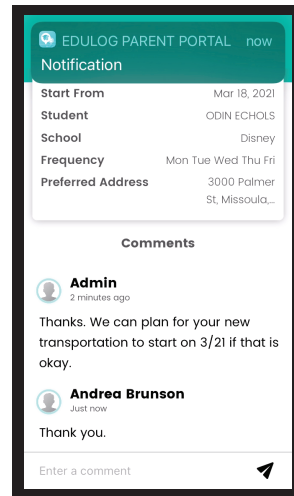 EDULOG PARENT PORTAL now
Notification
Start From Mar 18, 2021
Student ODIN ECHOLS
School Disney
Frequency Mon Tue Wed Thu Fri
Preferred Address 3000 Palmer
St, Missoula,...
Comments
Admin
2 minutes ago
Thanks. We can plan for your new
transportation to start on 3/21 if that is
okay.
Andrea Brunson
Just now
Thank you.
Enter a comment